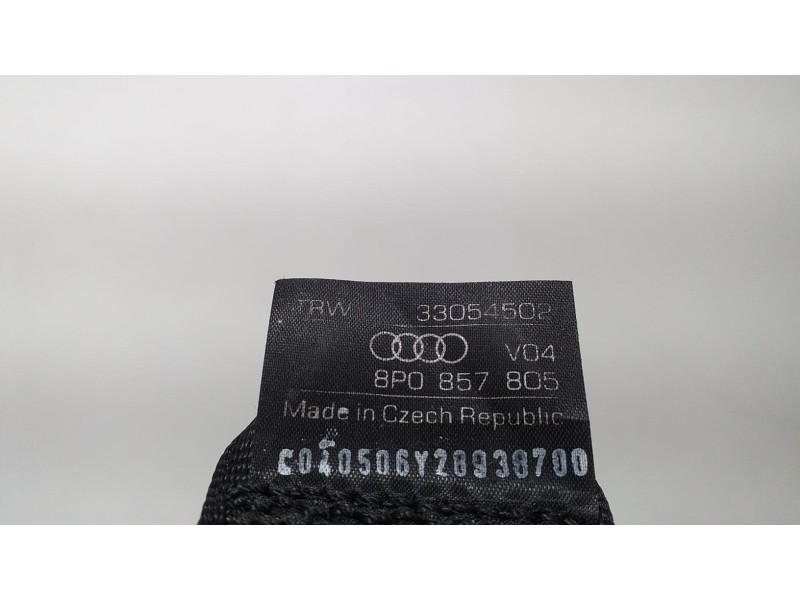 TRW 33054502
V04
8P0 857 805
Made in Czech Republic
C040506Y28938700